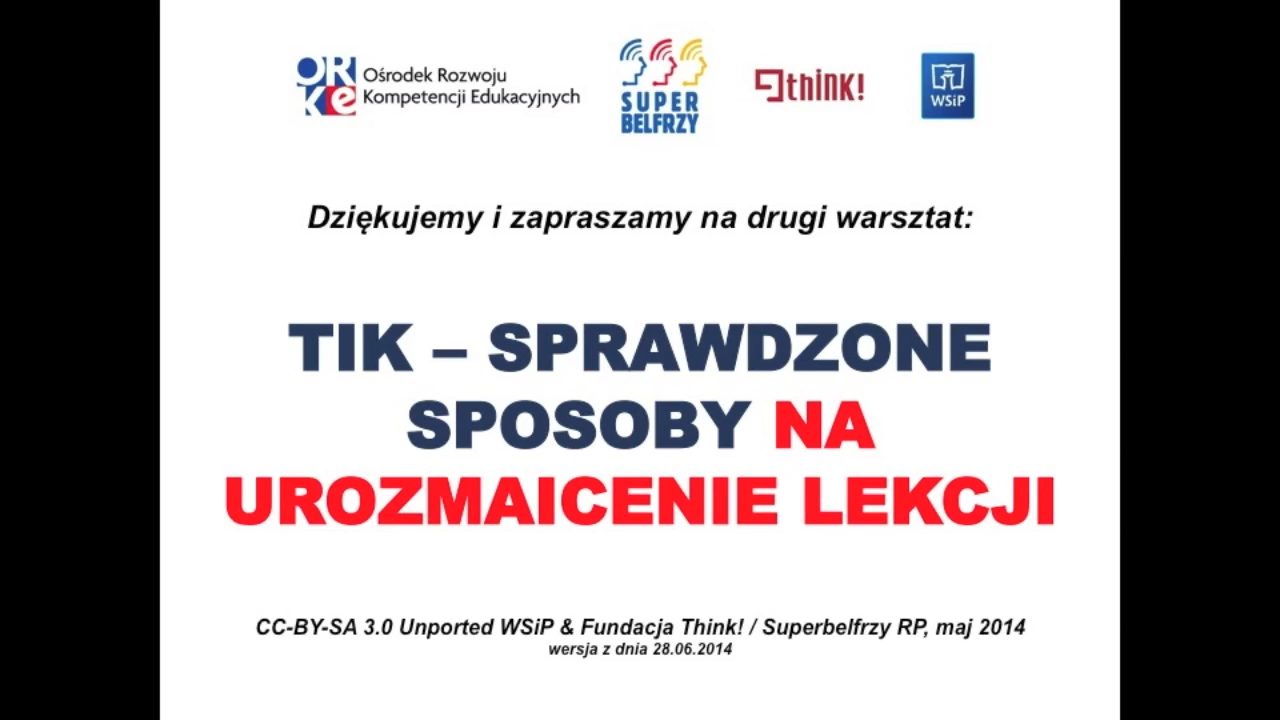 ORKE
Ośrodek Rozwoju
Kompetencji Edukacyjnych
SUPER
BELFRZY
think!
WSiP
Dziękujemy i zapraszamy na drugi warsztat:
TIK – SPRAWDZONE
SPOSOBY NA
UROZMAICENIE LEKCJI
CC-BY-SA 3.0 Unported WSiP & Fundacja Think! / Superbelfrzy RP, maj 2014
wersja z dnia 28.06.2014